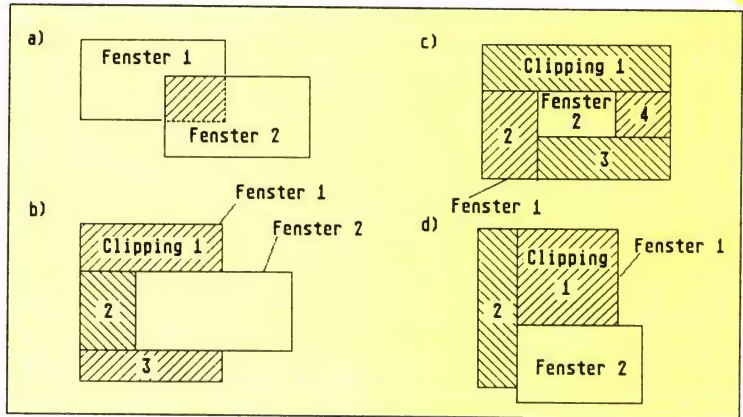 a)
Fenster 1
Fenster 2
b)
Fenster 1
Fenster 2
Clipping 1
2
3
c)
Clipping 1
Fenster
2
4
2
3
Fenster 1
d)
Clipping
1
Fenster 1
2
Fenster 2